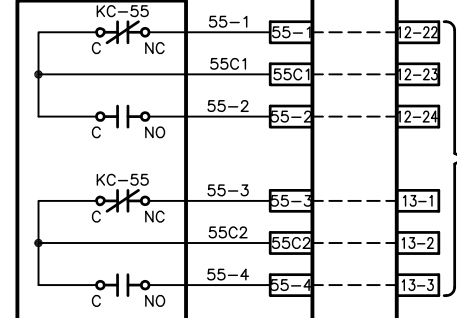 KC-55
C NC 55-1 55-1 12-22
55C1 55C1 12-23
C NO 55-2 55-2 12-24
KC-55
C NC 55-3 55-3 13-1
55C2 55C2 13-2
C NO 55-4 55-4 13-3